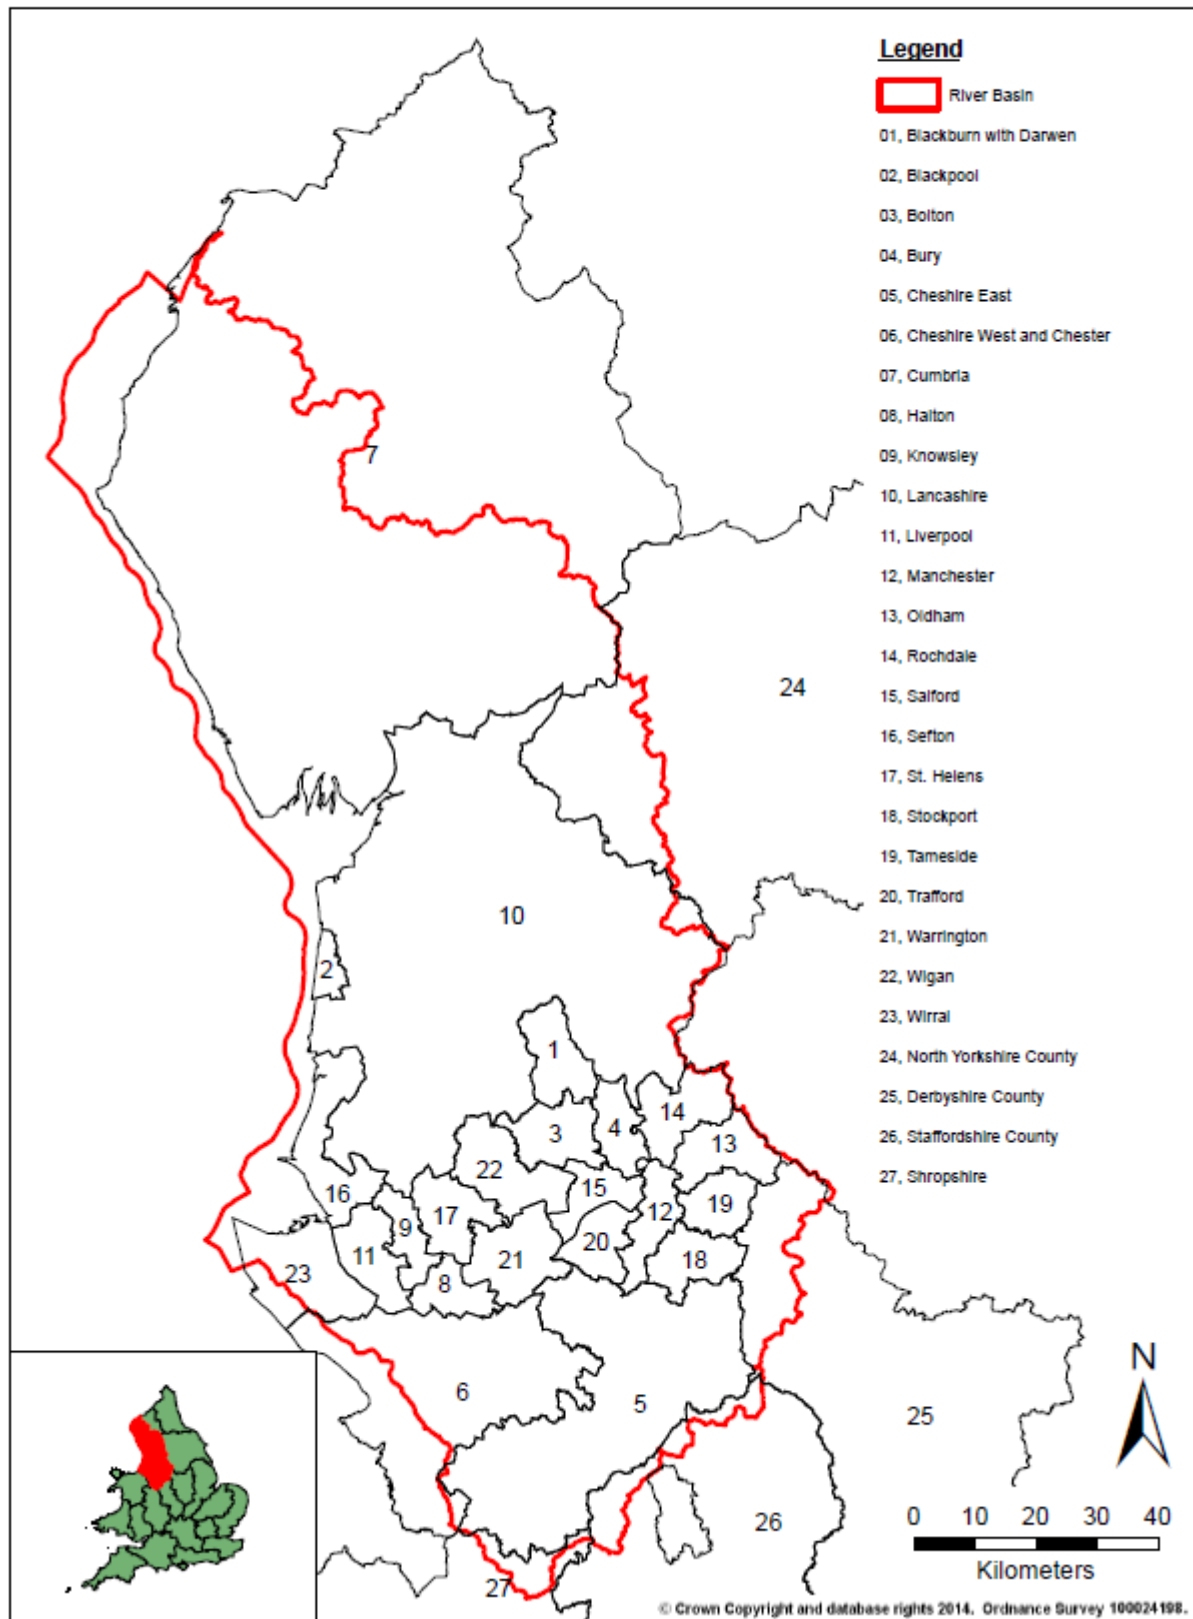 Legend
River Basin
01, Blackburn with Darwen
02, Blackpool
03, Bolton
04, Bury
05, Cheshire East
06, Cheshire West and Chester
07, Cumbria
08, Halton
09, Knowsley
10, Lancashire
11, Liverpool
12, Manchester
13, Oldham
14, Rochdale
15, Salford
16, Sefton
17, St. Helens
18, Stockport
19, Tameside
20, Trafford
21, Warrington
22, Wigan
23, Wirral
24, North Yorkshire County
25, Derbyshire County
26, Staffordshire County
27, Shropshire
7
24
10
2
1
14
3
4
13
22
15
16
9
17
12
19
11
20
21
18
23
8
6
5
25
26
27
N
0 10 20 30 40
Kilometers
© Crown Copyright and database rights 2014. Ordnance Survey 100024198.